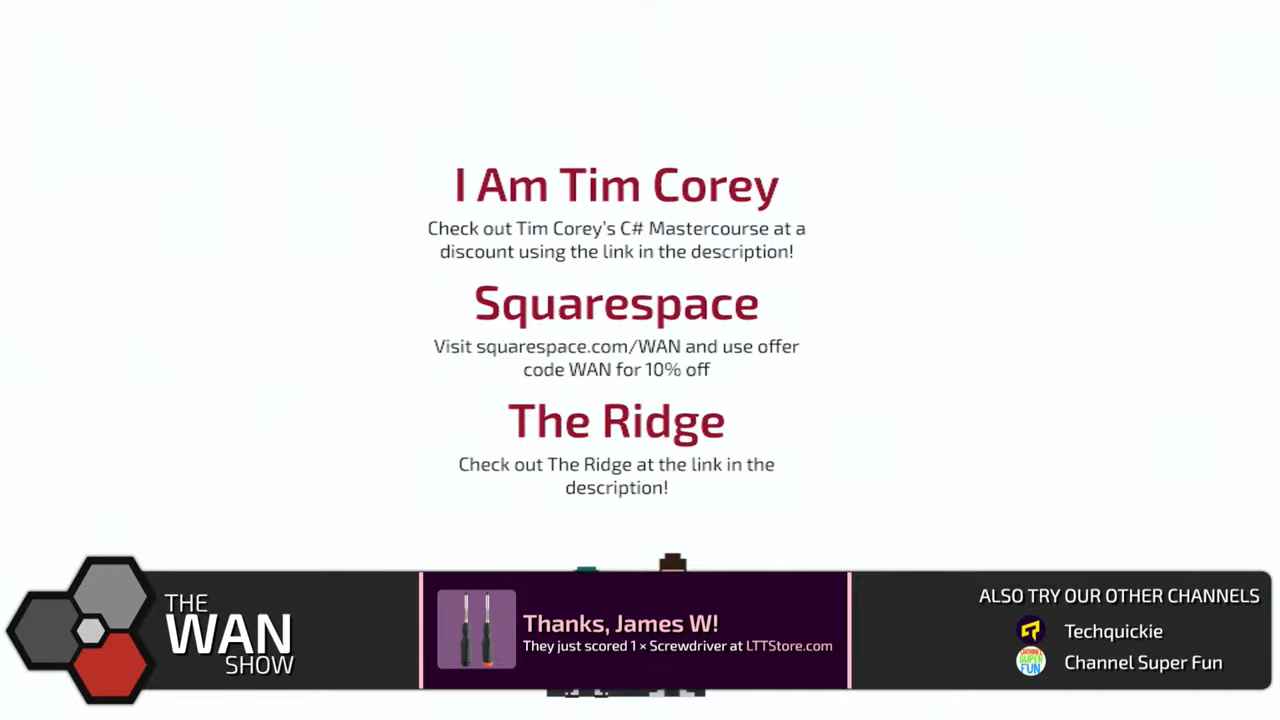 I Am Tim Corey
Check out Tim Corey's C# Mastercourse at a
discount using the link in the description!
Squarespace
Visit squarespace.com/WAN and use offer
code WAN for 10% off
The Ridge
Check out The Ridge at the link in the
description!
THE
WAN
SHOW
Thanks, James W!
They just scored 1 × Screwdriver at LTTStore.com
ALSO TRY OUR OTHER CHANNELS
Techquickie
CHANNEL
SUPER
FUN
Channel Super Fun